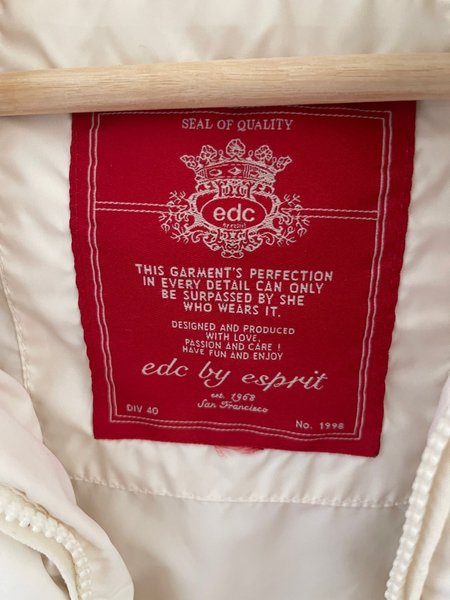 SEAL OF QUALITY
edc
BY ESPRIT
THIS GARMENT'S PERFECTION
IN EVERY DETAIL CAN ONLY
BE SURPASSED BY SHE
WHO WEARS IT.
DESIGNED AND PRODUCED
WITH LOVE,
PASSION AND CARE !
HAVE FUN AND ENJOY
edc by esprit
est. 1968
San Francisco
DIV 40
No. 1998